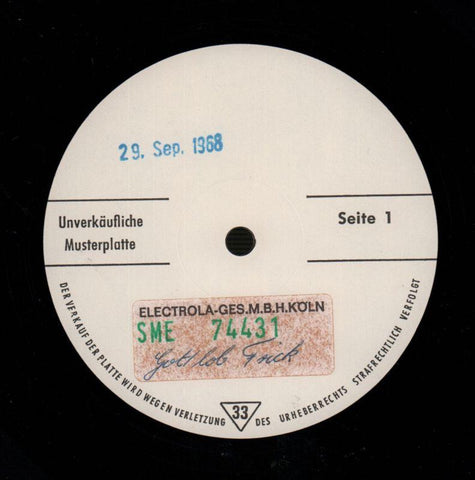 29. Sep. 1968
Unverkäufliche
Musterplatte
Seite 1
ELECTROLA-GES.M.B.H.KÖLN
SME 74431
Gottlob Frick
DER VERKAUF DER PLATTE WIRD WEGEN VERLETZUNG 33 DES URHEBERRECHTS STRAFRECHTLICH VERFOLGT